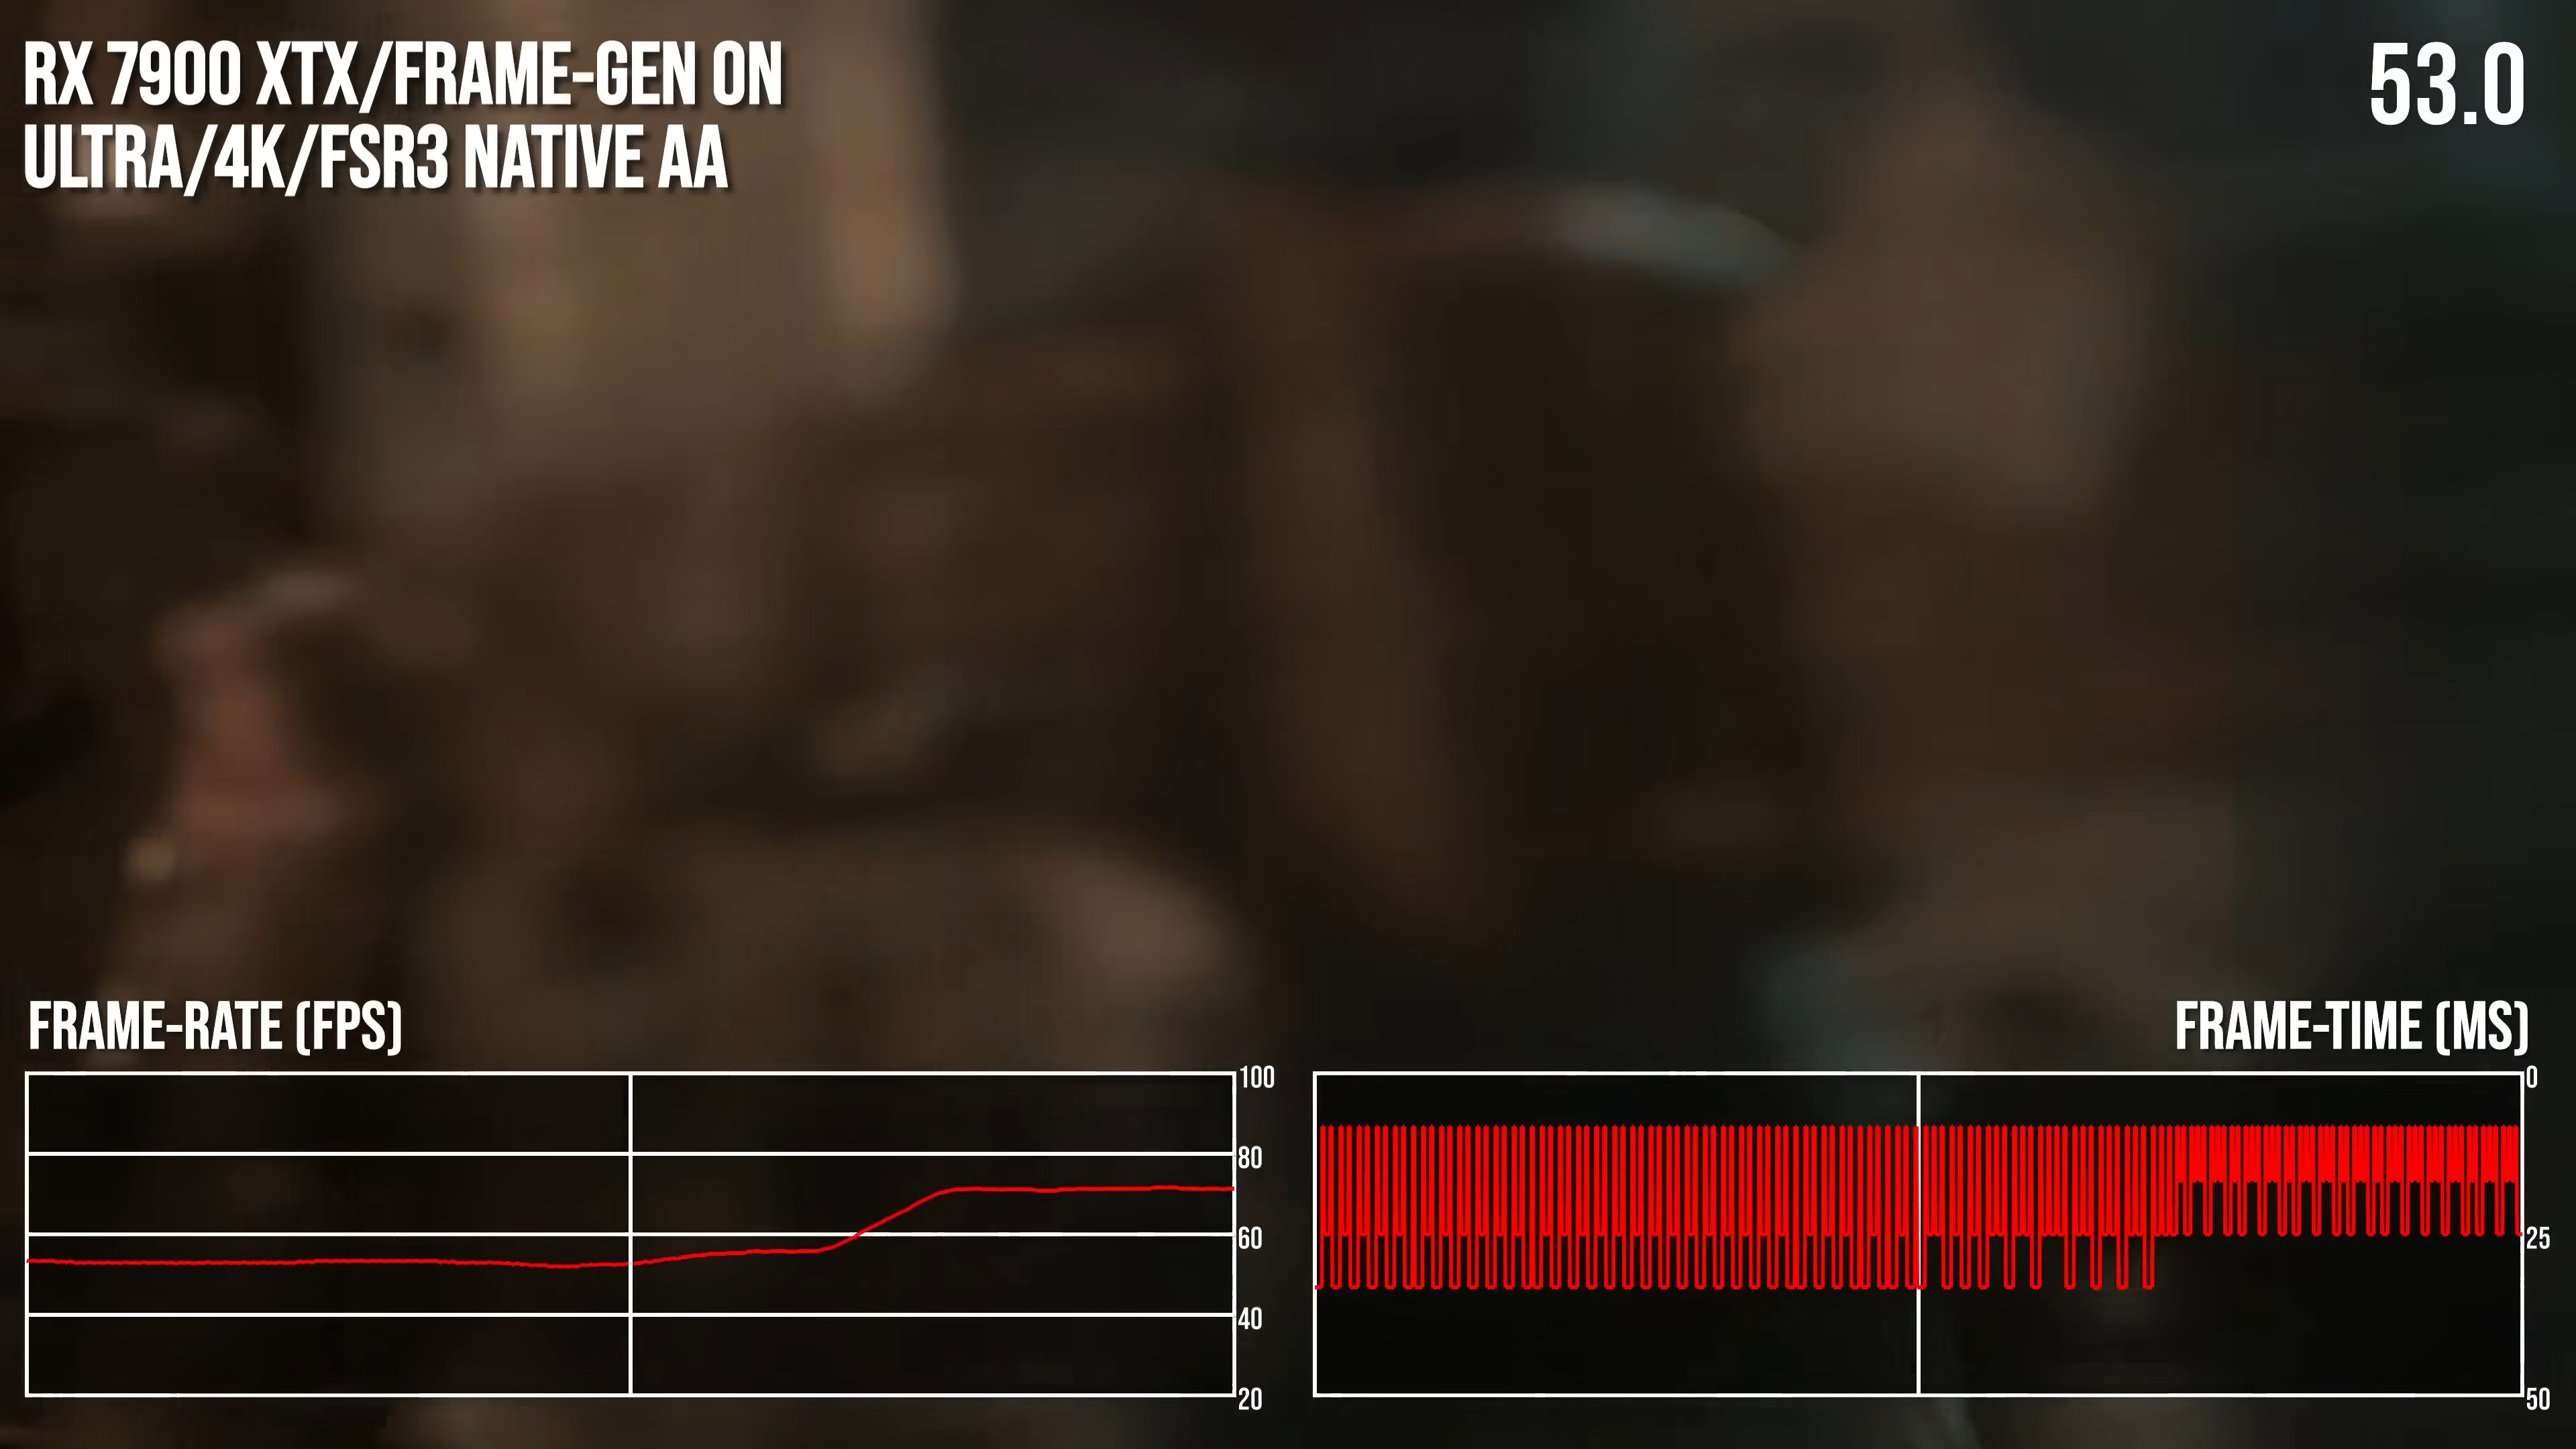 RX 7900 XTX/FRAME-GEN ON
ULTRA/4K/FSR3 NATIVE AA
53.0
FRAME-RATE (FPS)
100
80
60
40
20
FRAME-TIME (MS)
0
25
50